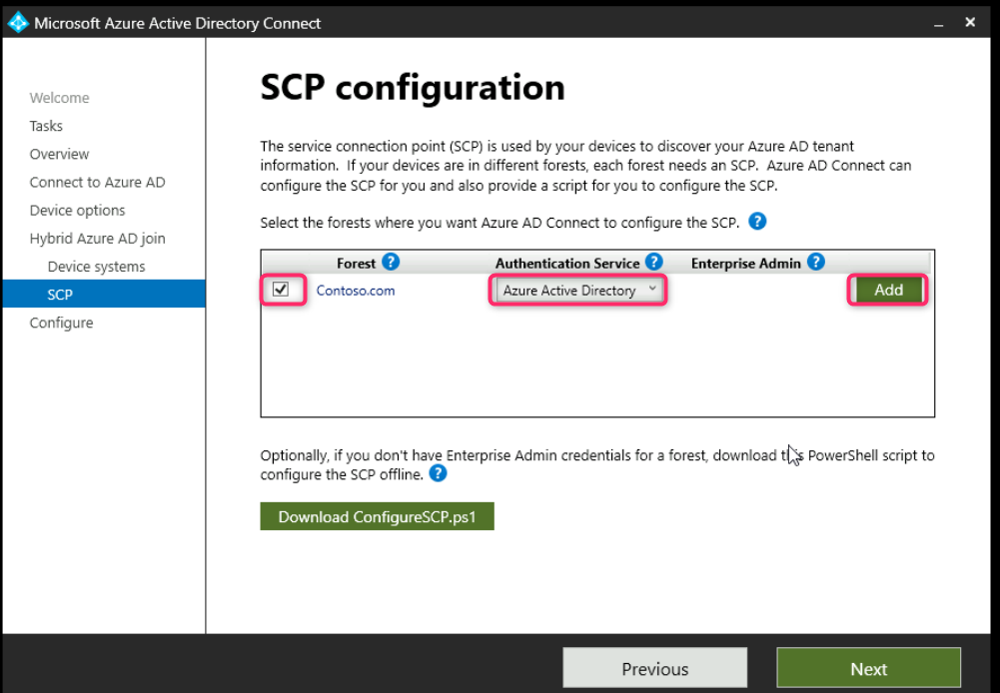 Microsoft Azure Active Directory Connect
Welcome
Tasks
Overview
Connect to Azure AD
Device options
Hybrid Azure AD join
Device systems
SCP
Configure
SCP configuration
The service connection point (SCP) is used by your devices to discover your Azure AD tenant
information. If your devices are in different forests, each forest needs an SCP. Azure AD Connect can
configure the SCP for you and also provide a script for you to configure the SCP.
Select the forests where you want Azure AD Connect to configure the SCP. ?
Forest ? Authentication Service ? Enterprise Admin ?
Contoso.com Azure Active Directory Add
Optionally, if you don't have Enterprise Admin credentials for a forest, download this PowerShell script to
configure the SCP offline. ?
Download ConfigureSCP.ps1
Previous Next